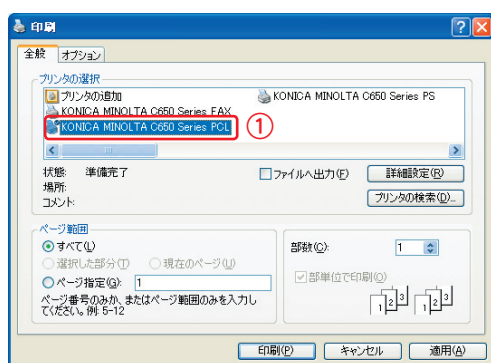 印刷
全般 オプション
プリンタの選択
プリンタの追加
KONICA MINOLTA C650 Series PS
KONICA MINOLTA C650 Series FAX
KONICA MINOLTA C650 Series PCL
①
状態: 準備完了
場所:
コメント:
ファイルへ出力(F)
詳細設定(R)
プリンタの検索(D)...
ページ範囲
すべて(L)
選択した部分(T) 現在のページ(U)
ページ指定(G): 1
ページ番号のみか、またはページ範囲のみを入力し
てください。例: 5-12
部数(C): 1
部単位で印刷(O)
1 2 3 1 2 3
印刷(P) キャンセル 適用(A)